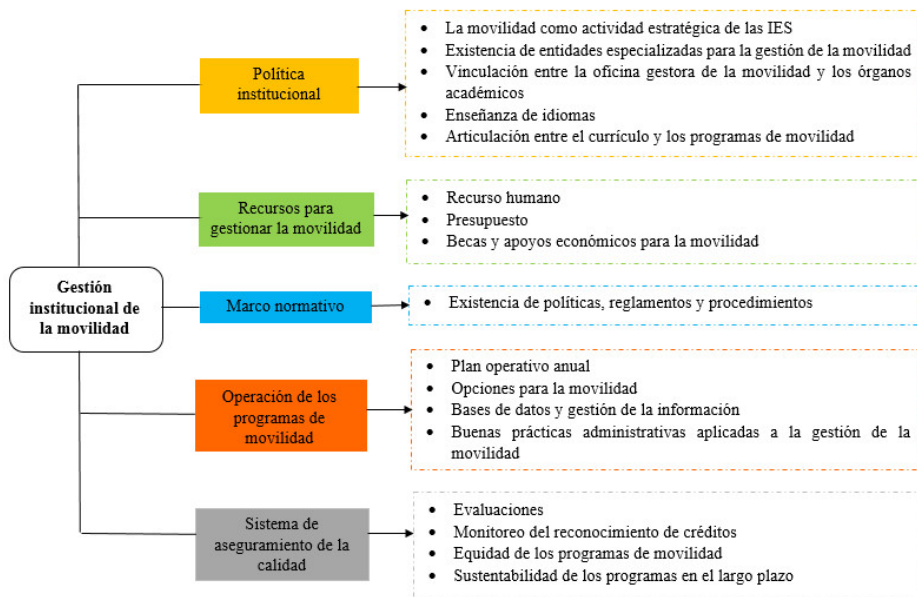 Gestión
institucional de
la movilidad
Política
institucional
• La movilidad como actividad estratégica de las IES
• Existencia de entidades especializadas para la gestión de la movilidad
• Vinculación entre la oficina gestora de la movilidad y los órganos
académicos
• Enseñanza de idiomas
• Articulación entre el currículo y los programas de movilidad
Recursos para
gestionar la movilidad
• Recurso humano
• Presupuesto
• Becas y apoyos económicos para la movilidad
Marco normativo
• Existencia de políticas, reglamentos y procedimientos
Operación de los
programas de
movilidad
• Plan operativo anual
• Opciones para la movilidad
• Bases de datos y gestión de la información
• Buenas prácticas administrativas aplicadas a la gestión de la
movilidad
Sistema de
aseguramiento de la
calidad
• Evaluaciones
• Monitoreo del reconocimiento de créditos
• Equidad de los programas de movilidad
• Sustentabilidad de los programas en el largo plazo